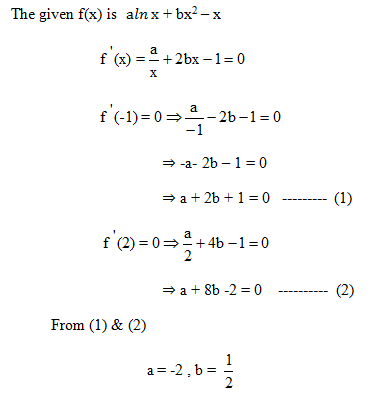 The given f(x) is a ln x + bx² – x
f'(x) = a/x + 2bx – 1 = 0
f'(-1) = 0 ⇒ a/-1 – 2b – 1 = 0
⇒ -a- 2b – 1 = 0
⇒ a + 2b + 1 = 0 --------- (1)
f'(2) = 0 ⇒ a/2 + 4b – 1 = 0
⇒ a + 8b -2 = 0 ---------- (2)
From (1) & (2)
a = -2 , b = 1/2